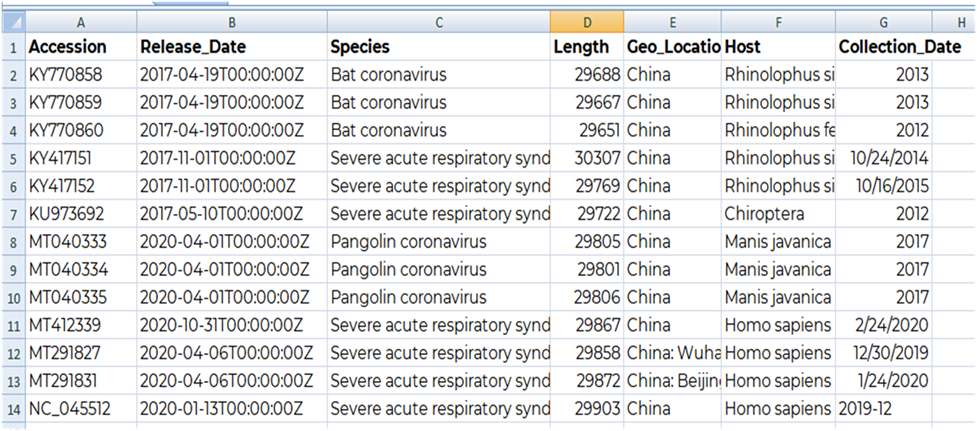 A B C D E F G H
1 Accession Release_Date Species Length Geo_Locatio Host Collection_Date
2 KY770858 2017-04-19T00:00:00Z Bat coronavirus 29688 China Rhinolophus si 2013
3 KY770859 2017-04-19T00:00:00Z Bat coronavirus 29667 China Rhinolophus si 2013
4 KY770860 2017-04-19T00:00:00Z Bat coronavirus 29651 China Rhinolophus fe 2012
5 KY417151 2017-11-01T00:00:00Z Severe acute respiratory synd 30307 China Rhinolophus si 10/24/2014
6 KY417152 2017-11-01T00:00:00Z Severe acute respiratory synd 29769 China Rhinolophus si 10/16/2015
7 KU973692 2017-05-10T00:00:00Z Severe acute respiratory synd 29722 China Chiroptera 2012
8 MT040333 2020-04-01T00:00:00Z Pangolin coronavirus 29805 China Manis javanica 2017
9 MT040334 2020-04-01T00:00:00Z Pangolin coronavirus 29801 China Manis javanica 2017
10 MT040335 2020-04-01T00:00:00Z Pangolin coronavirus 29806 China Manis javanica 2017
11 MT412339 2020-10-31T00:00:00Z Severe acute respiratory synd 29867 China Homo sapiens 2/24/2020
12 MT291827 2020-04-06T00:00:00Z Severe acute respiratory synd 29858 China: Wuha Homo sapiens 12/30/2019
13 MT291831 2020-04-06T00:00:00Z Severe acute respiratory synd 29872 China: Beijing Homo sapiens 1/24/2020
14 NC_045512 2020-01-13T00:00:00Z Severe acute respiratory synd 29903 China Homo sapiens 2019-12